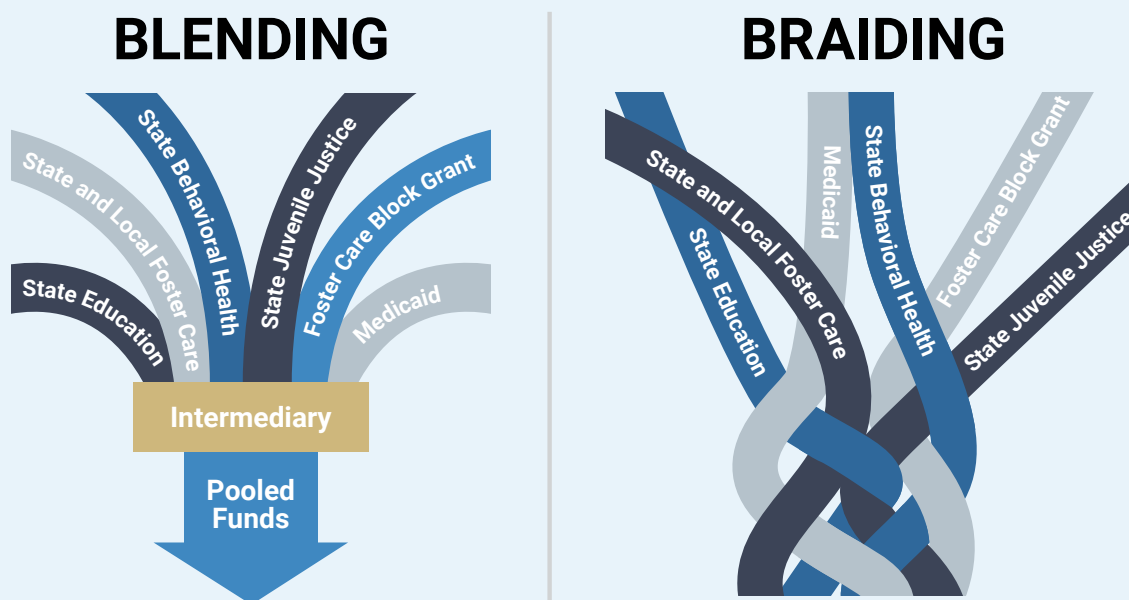 BLENDING
State Education
State and Local Foster Care
State Behavioral Health
State Juvenile Justice
Foster Care Block Grant
Medicaid
Intermediary
Pooled
Funds
BRAIDING
State Education
State and Local Foster Care
Medicaid
State Behavioral Health
Foster Care Block Grant
State Juvenile Justice